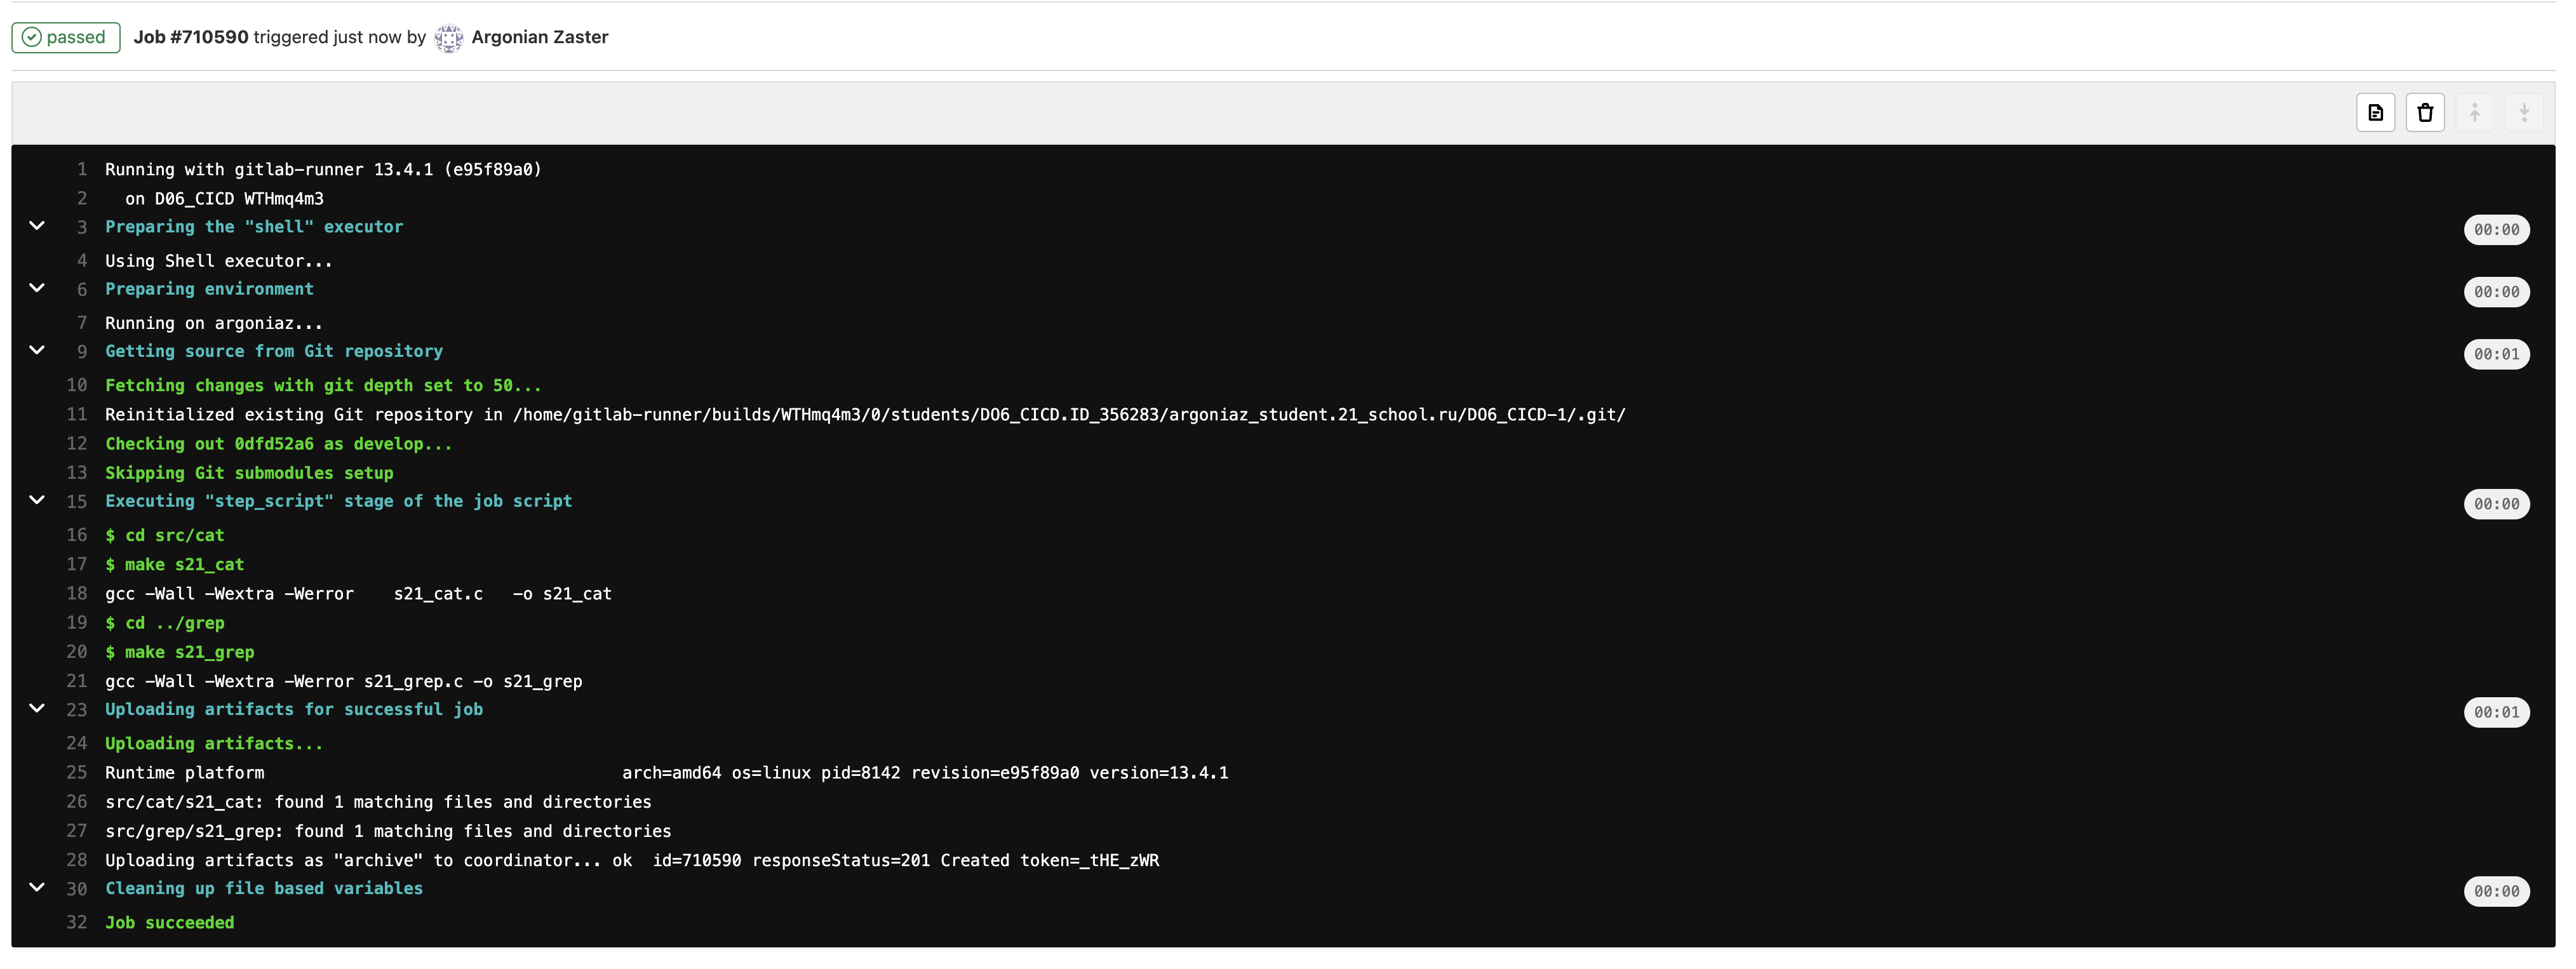 passed Job #710590 triggered just now by Argonian Zaster
1 Running with gitlab-runner 13.4.1 (e95f89a0)
2 on D06_CICD WTHmq4m3
3 Preparing the "shell" executor 00:00
4 Using Shell executor...
6 Preparing environment 00:00
7 Running on argoniaz...
9 Getting source from Git repository 00:01
10 Fetching changes with git depth set to 50...
11 Reinitialized existing Git repository in /home/gitlab-runner/builds/WTHmq4m3/0/students/DO6_CICD.ID_356283/argoniaz_student.21_school.ru/DO6_CICD-1/.git/
12 Checking out 0dfd52a6 as develop...
13 Skipping Git submodules setup
15 Executing "step_script" stage of the job script 00:00
16 $ cd src/cat
17 $ make s21_cat
18 gcc -Wall -Wextra -Werror    s21_cat.c   -o s21_cat
19 $ cd ../grep
20 $ make s21_grep
21 gcc -Wall -Wextra -Werror s21_grep.c -o s21_grep
23 Uploading artifacts for successful job 00:01
24 Uploading artifacts...
25 Runtime platform                                    arch=amd64 os=linux pid=8142 revision=e95f89a0 version=13.4.1
26 src/cat/s21_cat: found 1 matching files and directories
27 src/grep/s21_grep: found 1 matching files and directories
28 Uploading artifacts as "archive" to coordinator... ok  id=710590 responseStatus=201 Created token=_tHE_zWR
30 Cleaning up file based variables 00:00
32 Job succeeded